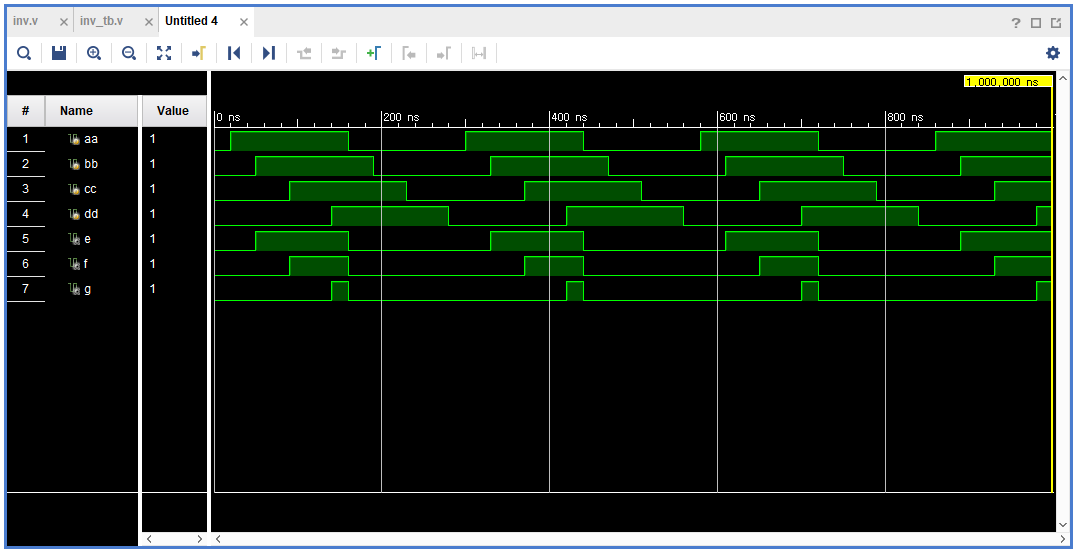 inv.v × inv_tb.v × Untitled 4 × ?
1,000,000 ns
# Name Value 0 ns 200 ns 400 ns 600 ns 800 ns
1 aa 1
2 bb 1
3 cc 1
4 dd 1
5 e 1
6 f 1
7 g 1